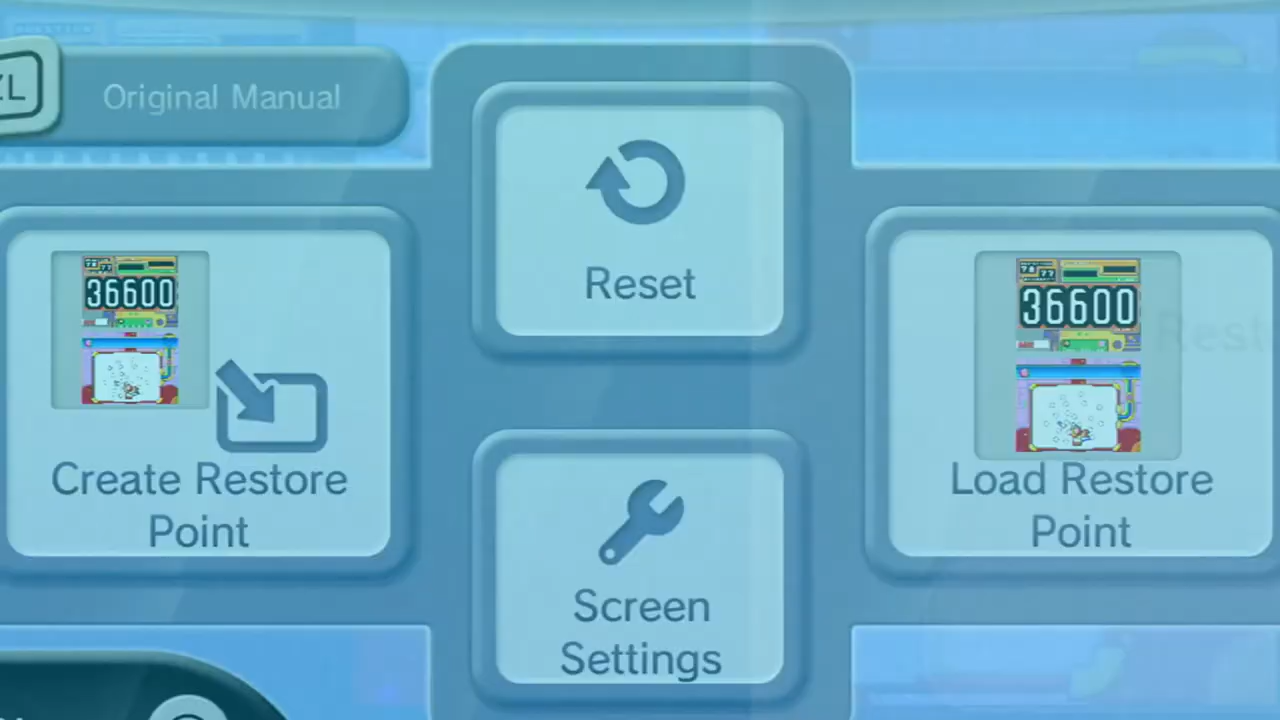 ZL
Original Manual
Reset
36600
36600
Create Restore
Point
Load Restore
Point
Screen
Settings